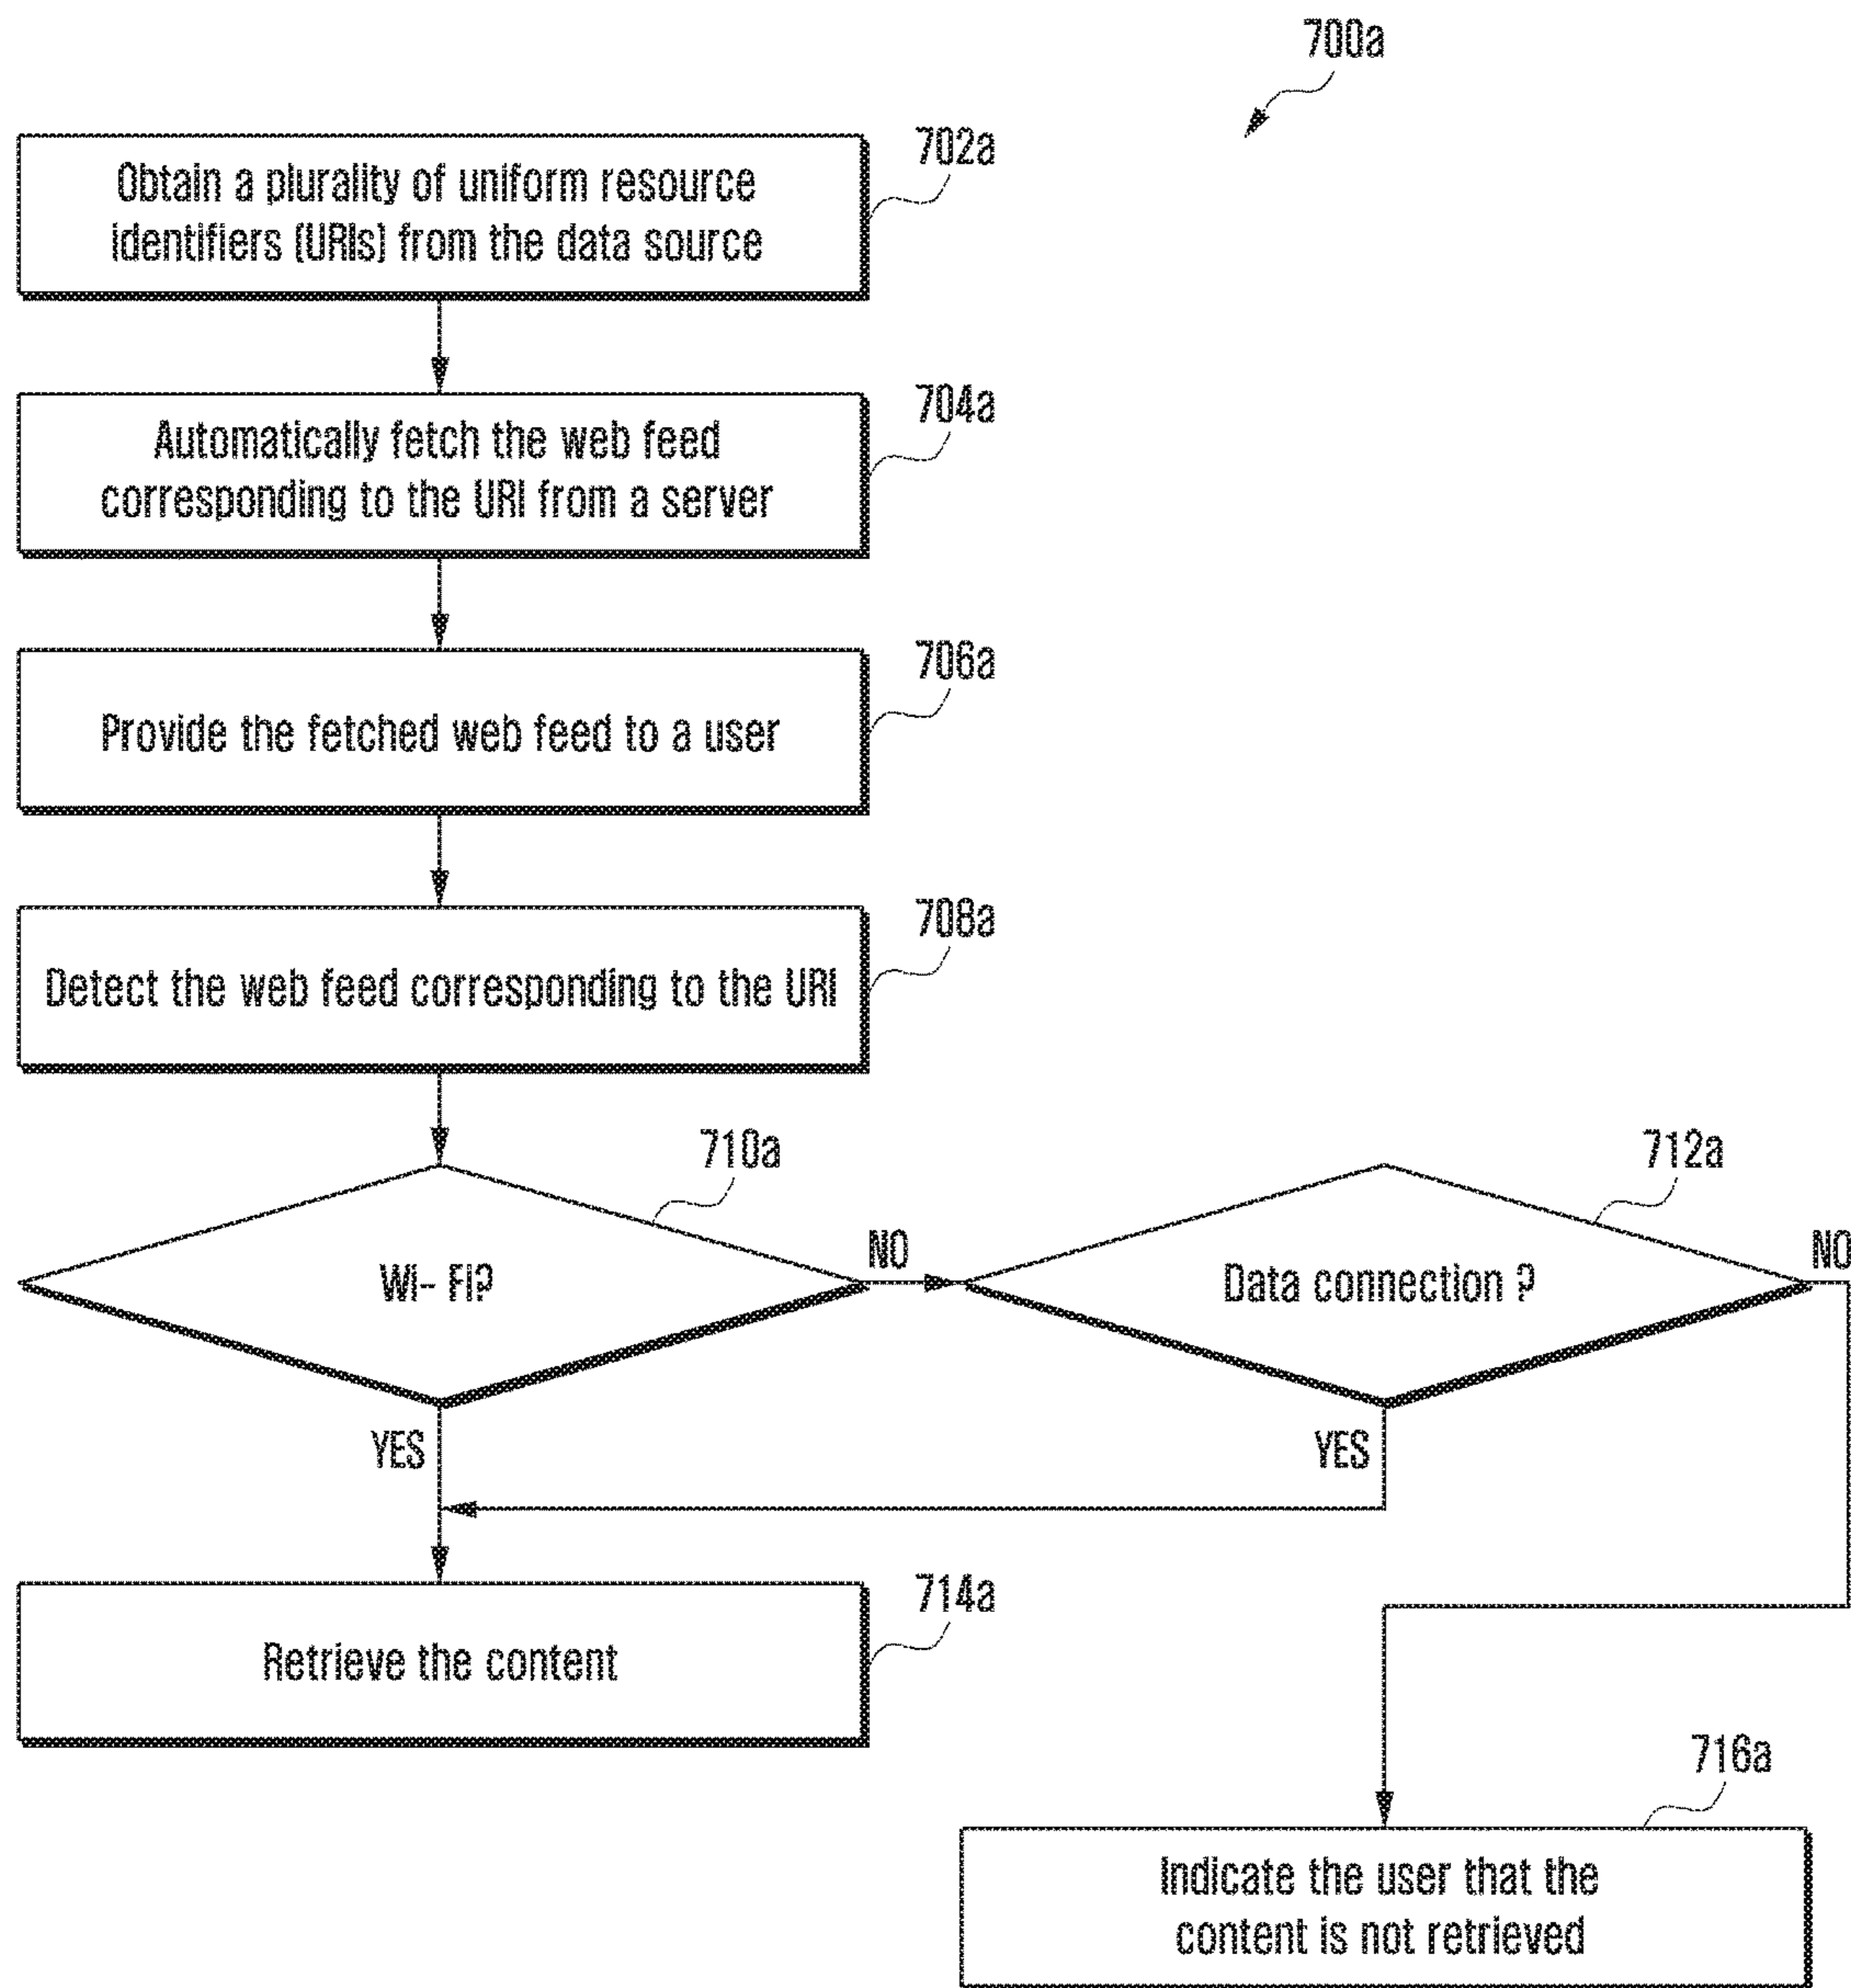 700a
702a
Obtain a plurality of uniform resource
identifiers (URIs) from the data source
704a
Automatically fetch the web feed
corresponding to the URI from a server
706a
Provide the fetched web feed to a user
708a
Detect the web feed corresponding to the URI
710a
712a
Wi- Fi?
NO
Data connection ?
NO
YES
YES
714a
Retrieve the content
716a
Indicate the user that the
content is not retrieved